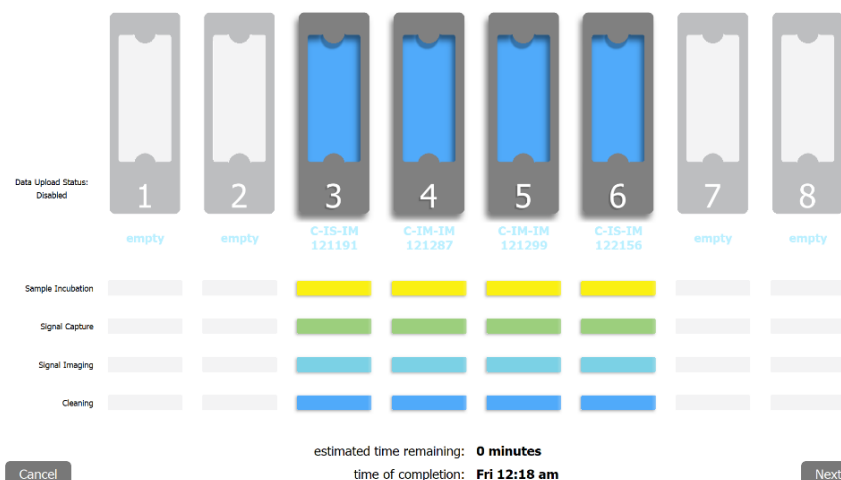 Data Upload Status:
Disabled
1 2 3 4 5 6 7 8
empty empty C-IS-IM C-IM-IM C-IM-IM C-IS-IM empty empty
121191 121287 121299 122156
Sample Incubation
Signal Capture
Signal Imaging
Cleaning
estimated time remaining: 0 minutes
Cancel time of completion: Fri 12:18 am Next